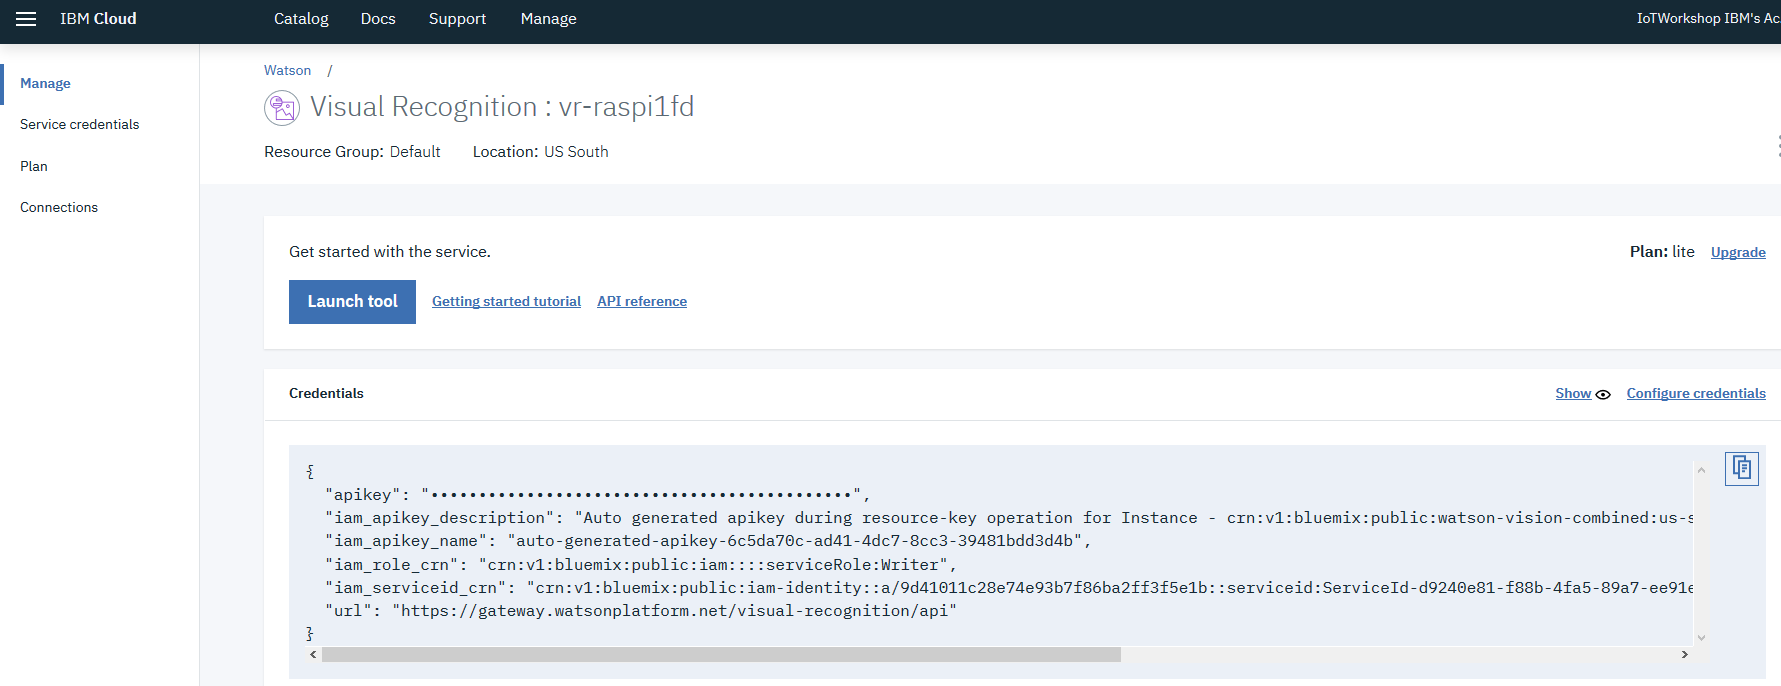 IBM Cloud Catalog Docs Support Manage IoTWorkshop IBM's Ac
Manage
Service credentials
Plan
Connections
Watson /
Visual Recognition : vr-raspi1fd
Resource Group: Default Location: US South
Get started with the service.
Plan: lite Upgrade
Launch tool Getting started tutorial API reference
Credentials Show Configure credentials
{
"apikey": "••••••••••••••••••••••••••••••••••••••••••••",
"iam_apikey_description": "Auto generated apikey during resource-key operation for Instance - crn:v1:bluemix:public:watson-vision-combined:us-s
"iam_apikey_name": "auto-generated-apikey-6c5da70c-ad41-4dc7-8cc3-39481bdd3d4b",
"iam_role_crn": "crn:v1:bluemix:public:iam::::serviceRole:Writer",
"iam_serviceid_crn": "crn:v1:bluemix:public:iam-identity::a/9d41011c28e74e93b7f86ba2ff3f5e1b::serviceid:ServiceId-d9240e81-f88b-4fa5-89a7-ee91e
"url": "https://gateway.watsonplatform.net/visual-recognition/api"
}